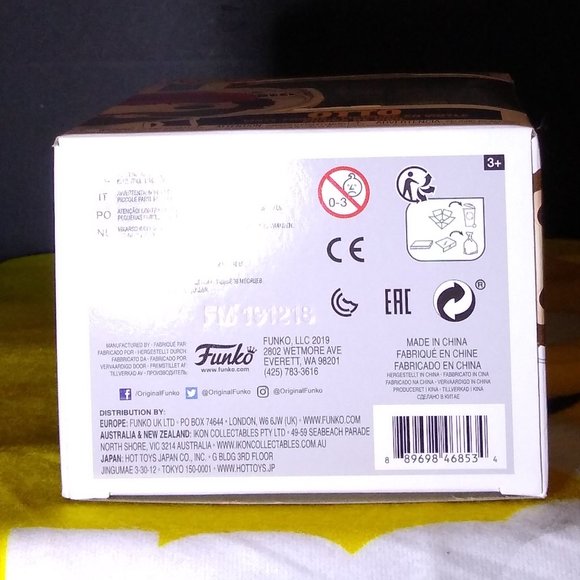 OTTO
3+
IT
PO
NL
0-3
CE
EAC
®
FM 191218
MANUFACTURED BY • FABRIQUÉ PAR
FABRICADO POR • HERGESTELLT DURCH
FABBRICATO DA • FABRICADO POR
VERVAARDIGD DOOR • FREMSTILLET AF
TILLVERKAD AV • ПРОИЗВОДИТЕЛЬ
Funko
www.funko.com
FUNKO, LLC 2019
2802 WETMORE AVE
EVERETT, WA 98201
(425) 783-3616
MADE IN CHINA
FABRIQUÉ EN CHINE
FABRICADO EN CHINA
HERGESTELLT IN CHINA • FABBRICATO IN CINA
FABRICADO NA CHINA • VERVAARDIGD IN CHINA
PRODUCERET I KINA • TILLVERKAD I KINA
СДЕЛАНО В КИТАЕ
@OriginalFunko @OriginalFunko @OriginalFunko
DISTRIBUTION BY:
EUROPE: FUNKO UK LTD • PO BOX 74644 • LONDON, W6 6JW (UK) • WWW.FUNKO.COM
AUSTRALIA & NEW ZEALAND: IKON COLLECTABLES PTY LTD • 49-59 SEABEACH PARADE
NORTH SHORE, VIC 3214 AUSTRALIA • WWW.IKONCOLLECTABLES.COM.AU
JAPAN: HOT TOYS JAPAN CO., INC. • G BLDG 3RD FLOOR
JINGUMAE 3-30-12 • TOKYO 150-0001 • WWW.HOTTOYS.JP
8 89698 46853 4